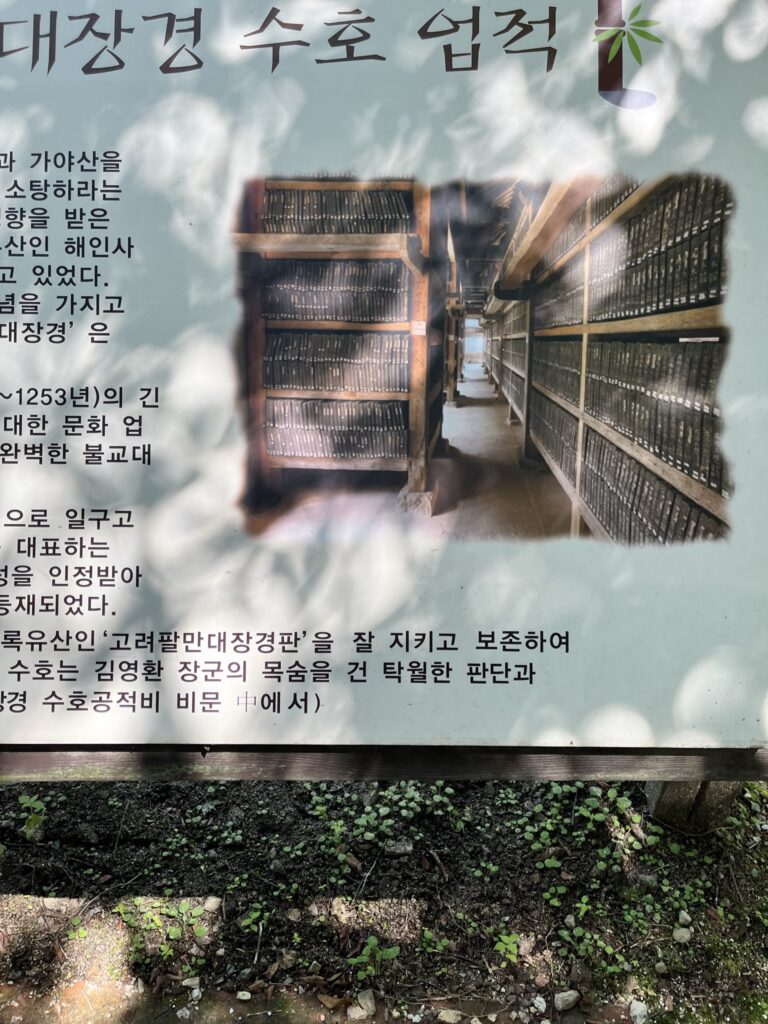 대장경 수호 업적
과 가야산을
소탕하라는
향을 받은
산인 해인사
고 있었다.
념을 가지고
대장경’ 은
~1253년)의 긴
대한 문화 업
완벽한 불교대
으로 일구고
대표하는
성을 인정받아
등재되었다.
록유산인 ‘고려팔만대장경판’을 잘 지키고 보존하여
수호는 김영환 장군의 목숨을 건 탁월한 판단과
장경 수호공적비 비문 中에서)